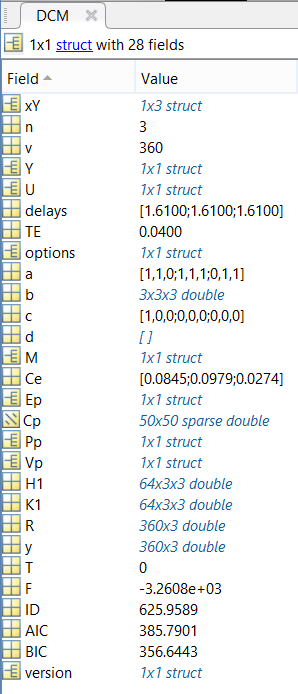 DCM
1x1 struct with 28 fields
Field Value
xY 1x3 struct
n 3
v 360
Y 1x1 struct
U 1x1 struct
delays [1.6100;1.6100;1.6100]
TE 0.0400
options 1x1 struct
a [1,1,0;1,1,1;0,1,1]
b 3x3x3 double
c [1,0,0;0,0,0;0,0,0]
d []
M 1x1 struct
Ce [0.0845;0.0979;0.0274]
Ep 1x1 struct
Cp 50x50 sparse double
Pp 1x1 struct
Vp 1x1 struct
H1 64x3x3 double
K1 64x3x3 double
R 360x3 double
y 360x3 double
T 0
F -3.2608e+03
ID 625.9589
AIC 385.7901
BIC 356.6443
version 1x1 struct